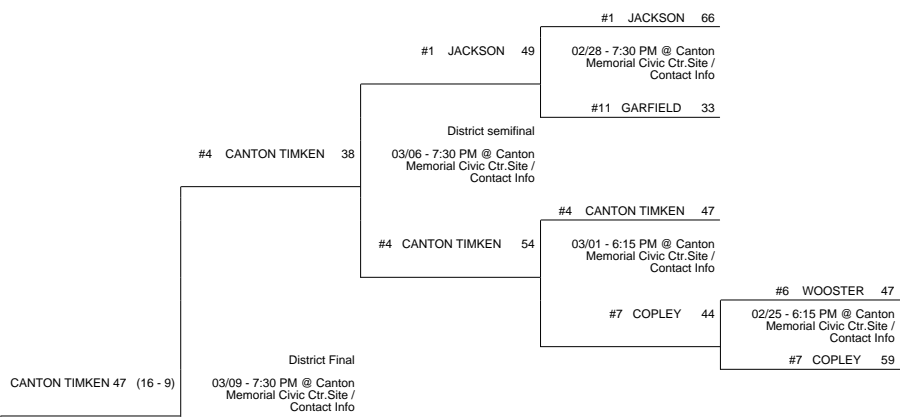 #1 JACKSON 66
#1 JACKSON 49
02/28 - 7:30 PM @ Canton
Memorial Civic Ctr.Site /
Contact Info
#11 GARFIELD 33
District semifinal
#4 CANTON TIMKEN 38
03/06 - 7:30 PM @ Canton
Memorial Civic Ctr.Site /
Contact Info
#4 CANTON TIMKEN 47
#4 CANTON TIMKEN 54
03/01 - 6:15 PM @ Canton
Memorial Civic Ctr.Site /
Contact Info
#6 WOOSTER 47
#7 COPLEY 44
02/25 - 6:15 PM @ Canton
Memorial Civic Ctr.Site /
Contact Info
#7 COPLEY 59
District Final
CANTON TIMKEN 47 (16 - 9)
03/09 - 7:30 PM @ Canton
Memorial Civic Ctr.Site /
Contact Info